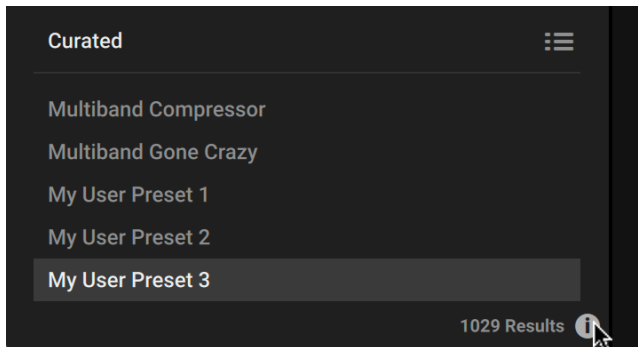 Curated
Multiband Compressor
Multiband Gone Crazy
My User Preset 1
My User Preset 2
My User Preset 3
1029 Results